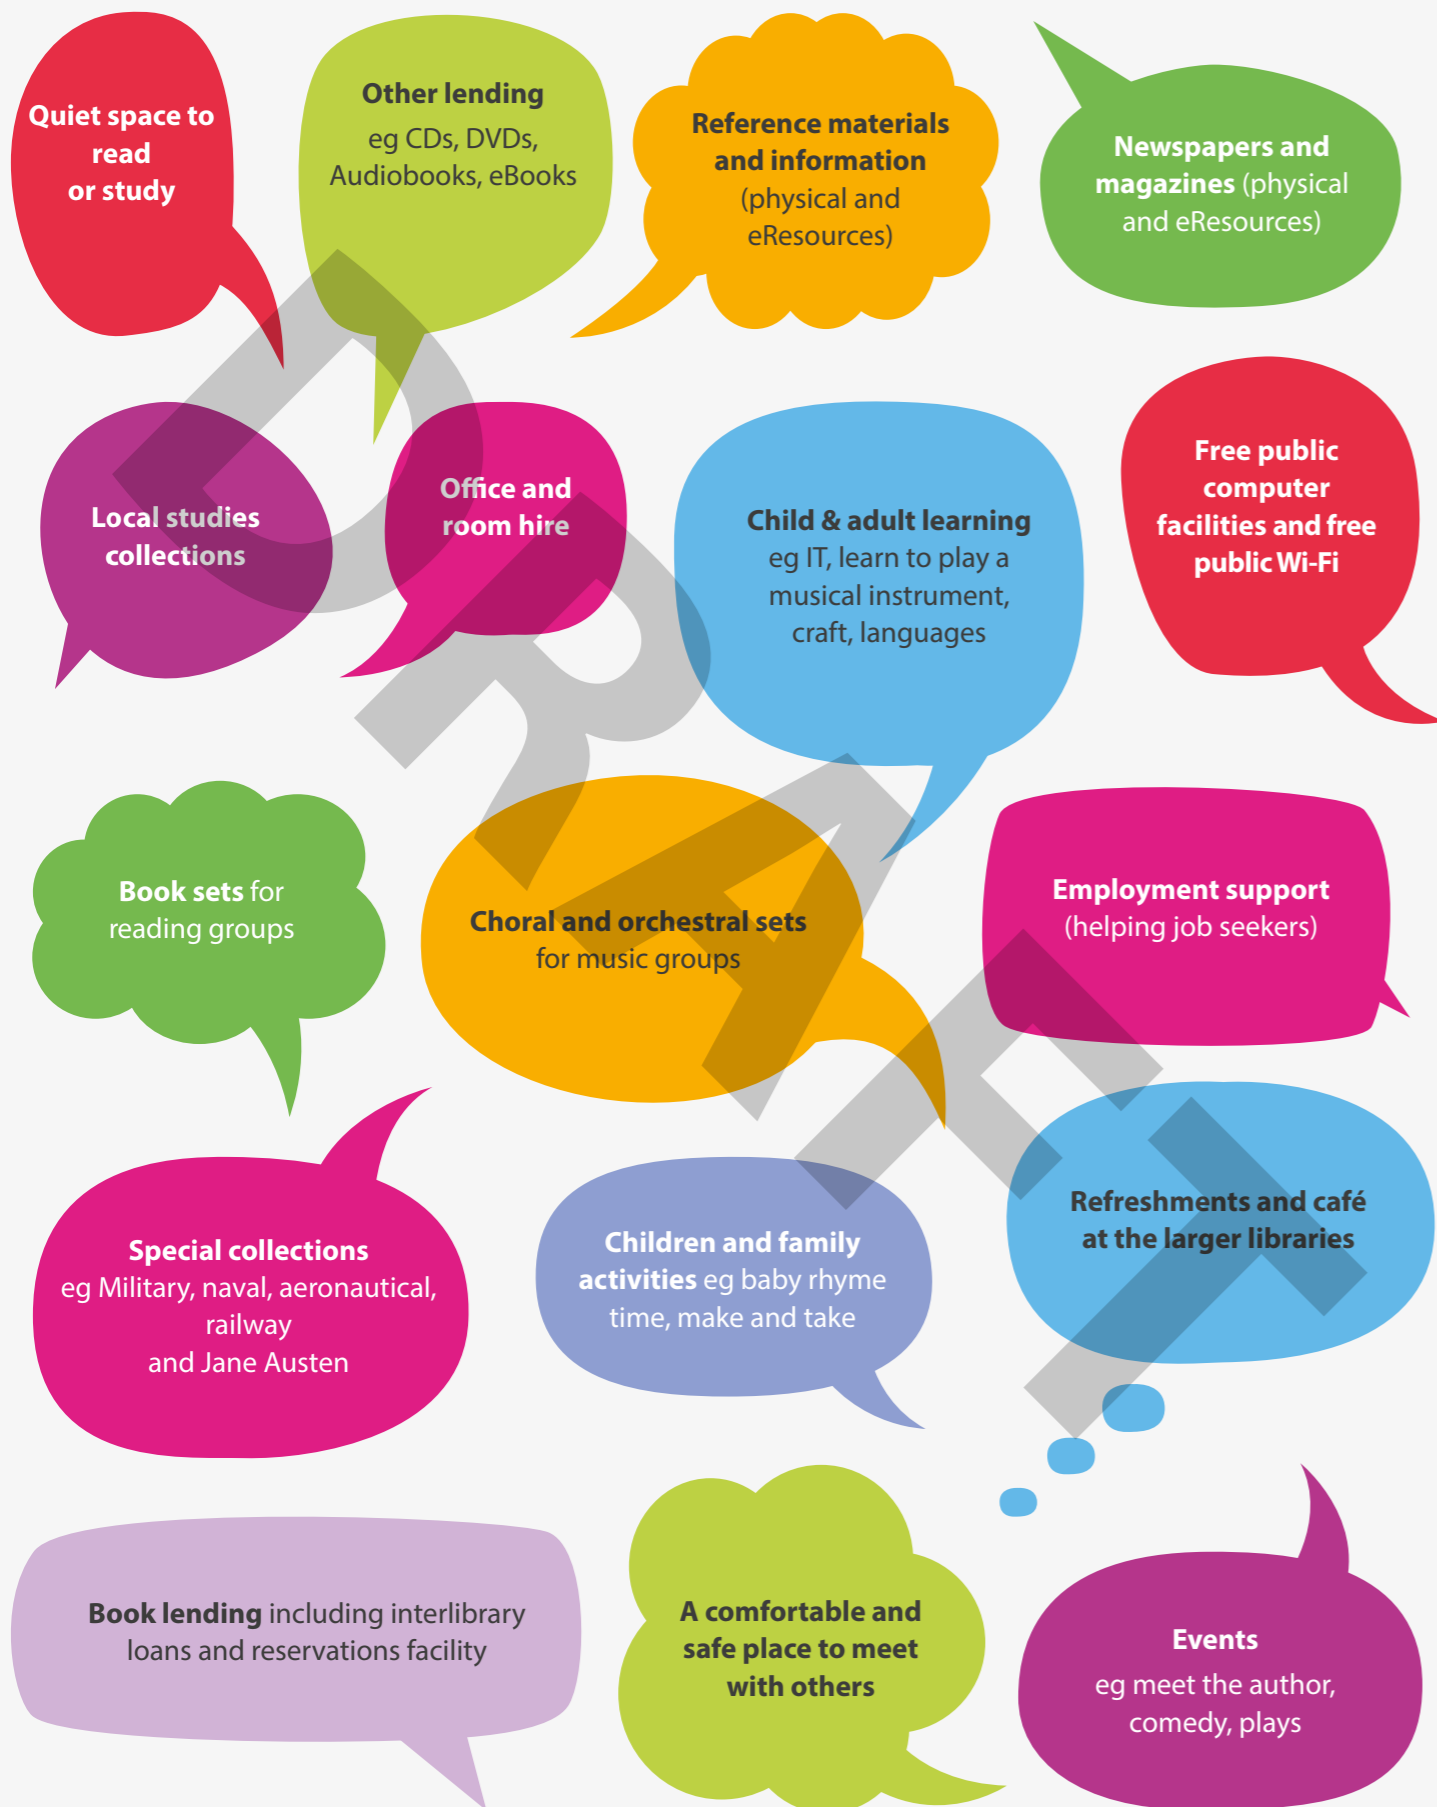 Quiet space to
read
or study
Other lending
eg CDs, DVDs,
Audiobooks, eBooks
Reference materials
and information
(physical and
eResources)
Newspapers and
magazines (physical
and eResources)
Local studies
collections
Office and
room hire
Child & adult learning
eg IT, learn to play a
musical instrument,
craft, languages
Free public
computer
facilities and free
public Wi-Fi
Book sets for
reading groups
Choral and orchestral sets
for music groups
Employment support
(helping job seekers)
Special collections
eg Military, naval, aeronautical,
railway
and Jane Austen
Children and family
activities eg baby rhyme
time, make and take
Refreshments and café
at the larger libraries
Book lending including interlibrary
loans and reservations facility
A comfortable and
safe place to meet
with others
Events
eg meet the author,
comedy, plays
DRAFT